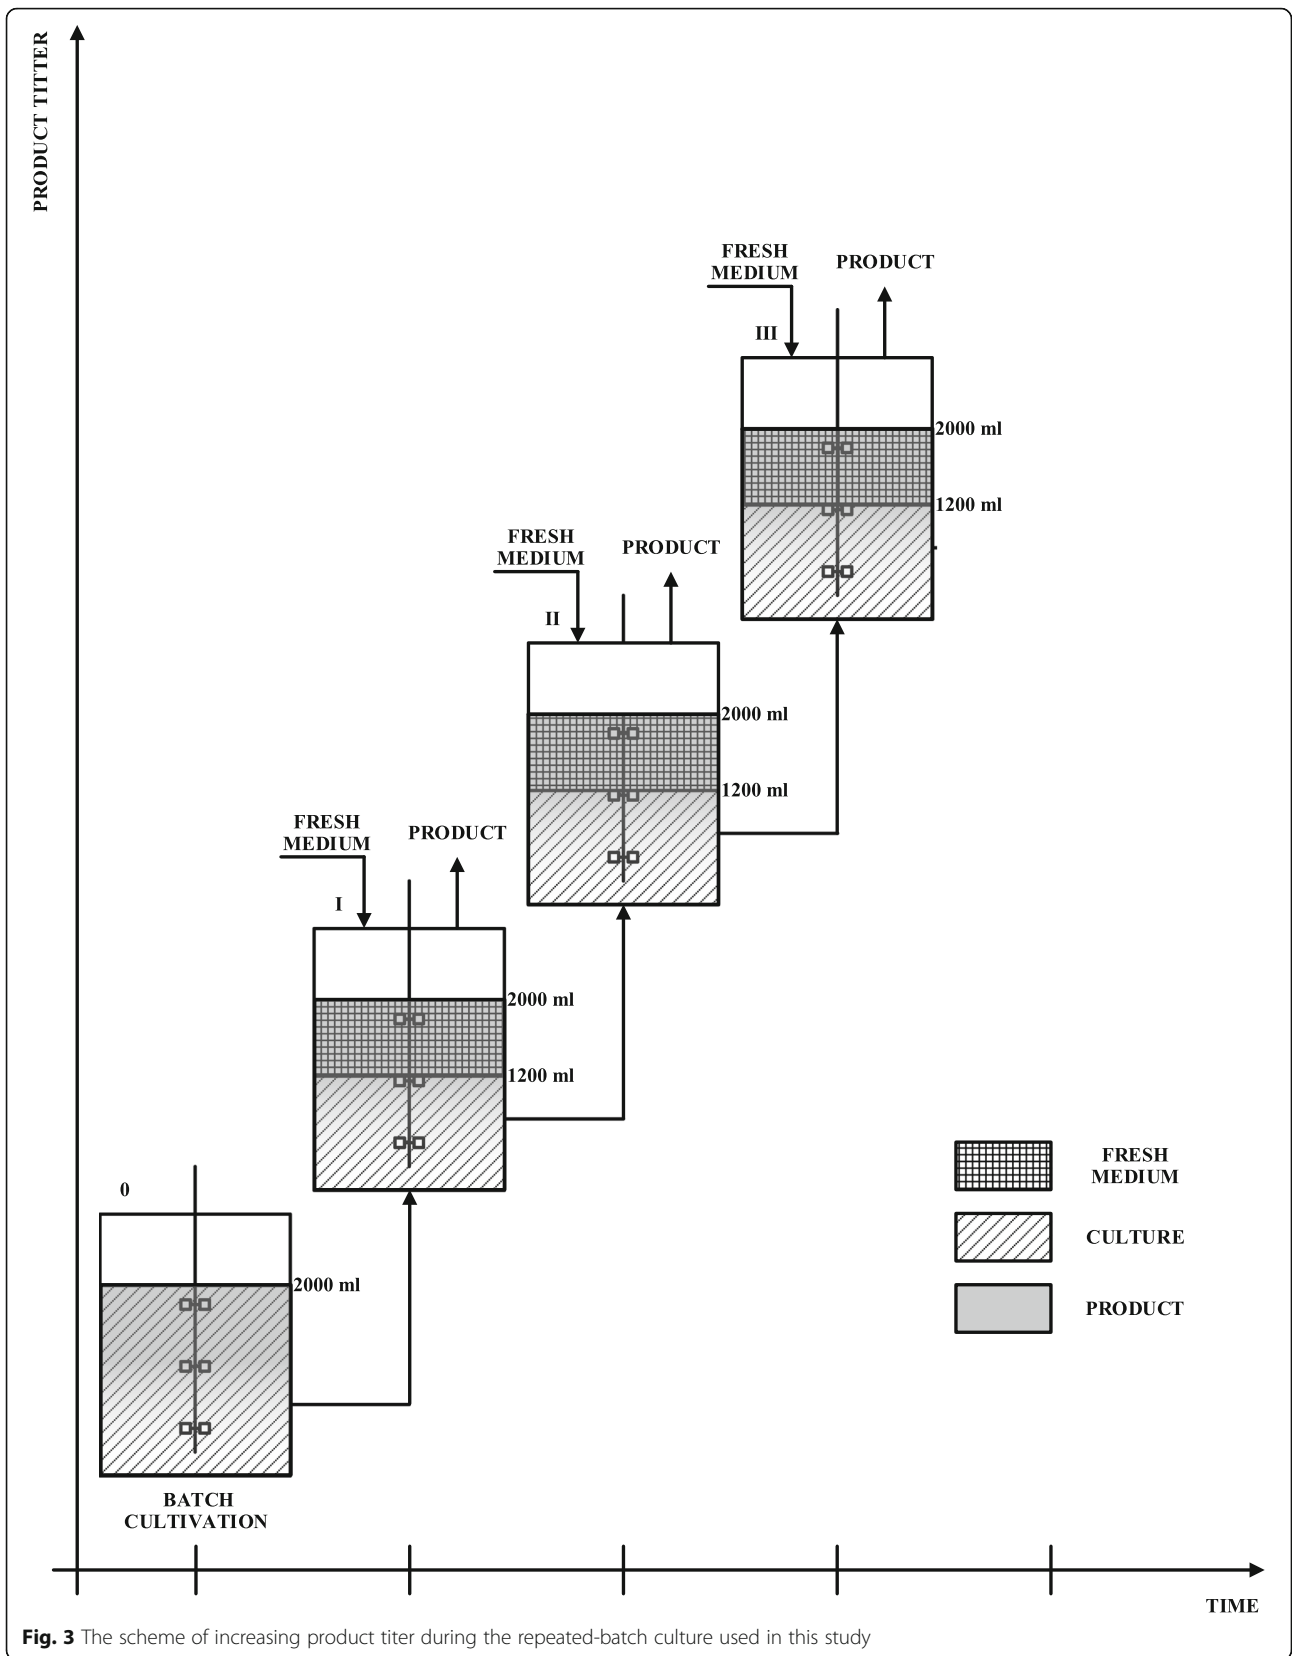 PRODUCT TITTER
FRESH
MEDIUM
PRODUCT
III
2000 ml
1200 ml
FRESH
MEDIUM
PRODUCT
II
2000 ml
1200 ml
FRESH
MEDIUM
PRODUCT
I
2000 ml
1200 ml
0
2000 ml
BATCH
CULTIVATION
FRESH
MEDIUM
CULTURE
PRODUCT
TIME
Fig. 3 The scheme of increasing product titer during the repeated-batch culture used in this study